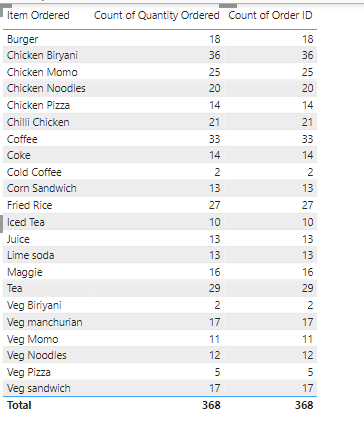 Item Ordered Count of Quantity Ordered Count of Order ID
Burger 18 18
Chicken Biryani 36 36
Chicken Momo 25 25
Chicken Noodles 20 20
Chicken Pizza 14 14
Chilli Chicken 21 21
Coffee 33 33
Coke 14 14
Cold Coffee 2 2
Corn Sandwich 13 13
Fried Rice 27 27
Iced Tea 10 10
Juice 13 13
Lime soda 13 13
Maggie 16 16
Tea 29 29
Veg Biriyani 2 2
Veg manchurian 17 17
Veg Momo 11 11
Veg Noodles 12 12
Veg Pizza 5 5
Veg sandwich 17 17
Total 368 368